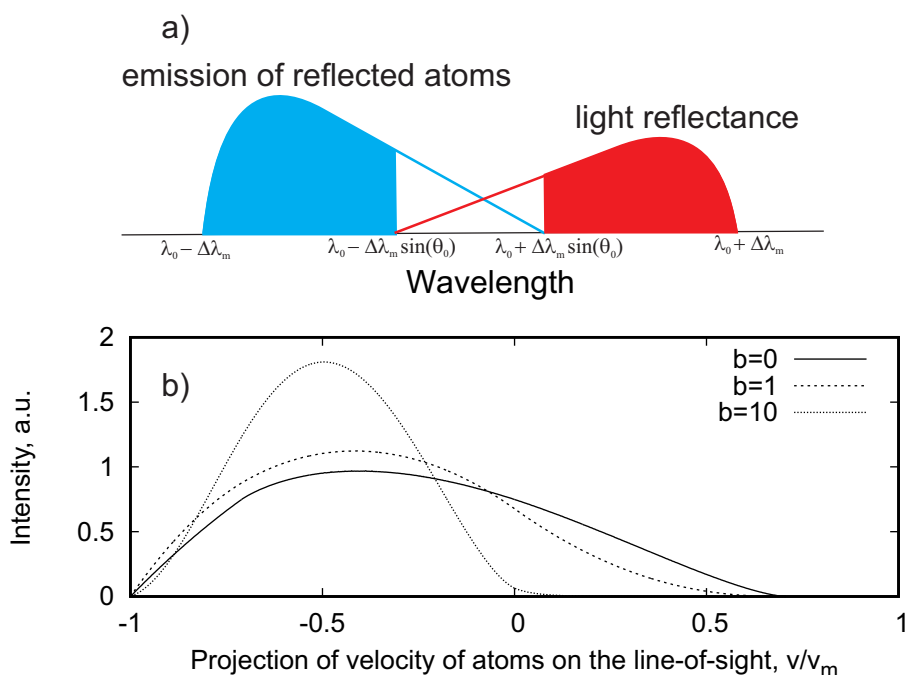 a)
emission of reflected atoms
light reflectance
λ₀ − Δλₘ
λ₀ − Δλₘ sin(θ₀)
λ₀ + Δλₘ sin(θ₀)
λ₀ + Δλₘ
Wavelength
b)
2
1.5
1
0.5
0
Intensity, a.u.
b=0
b=1
b=10
-1
-0.5
0
0.5
1
Projection of velocity of atoms on the line-of-sight, v/vₘ